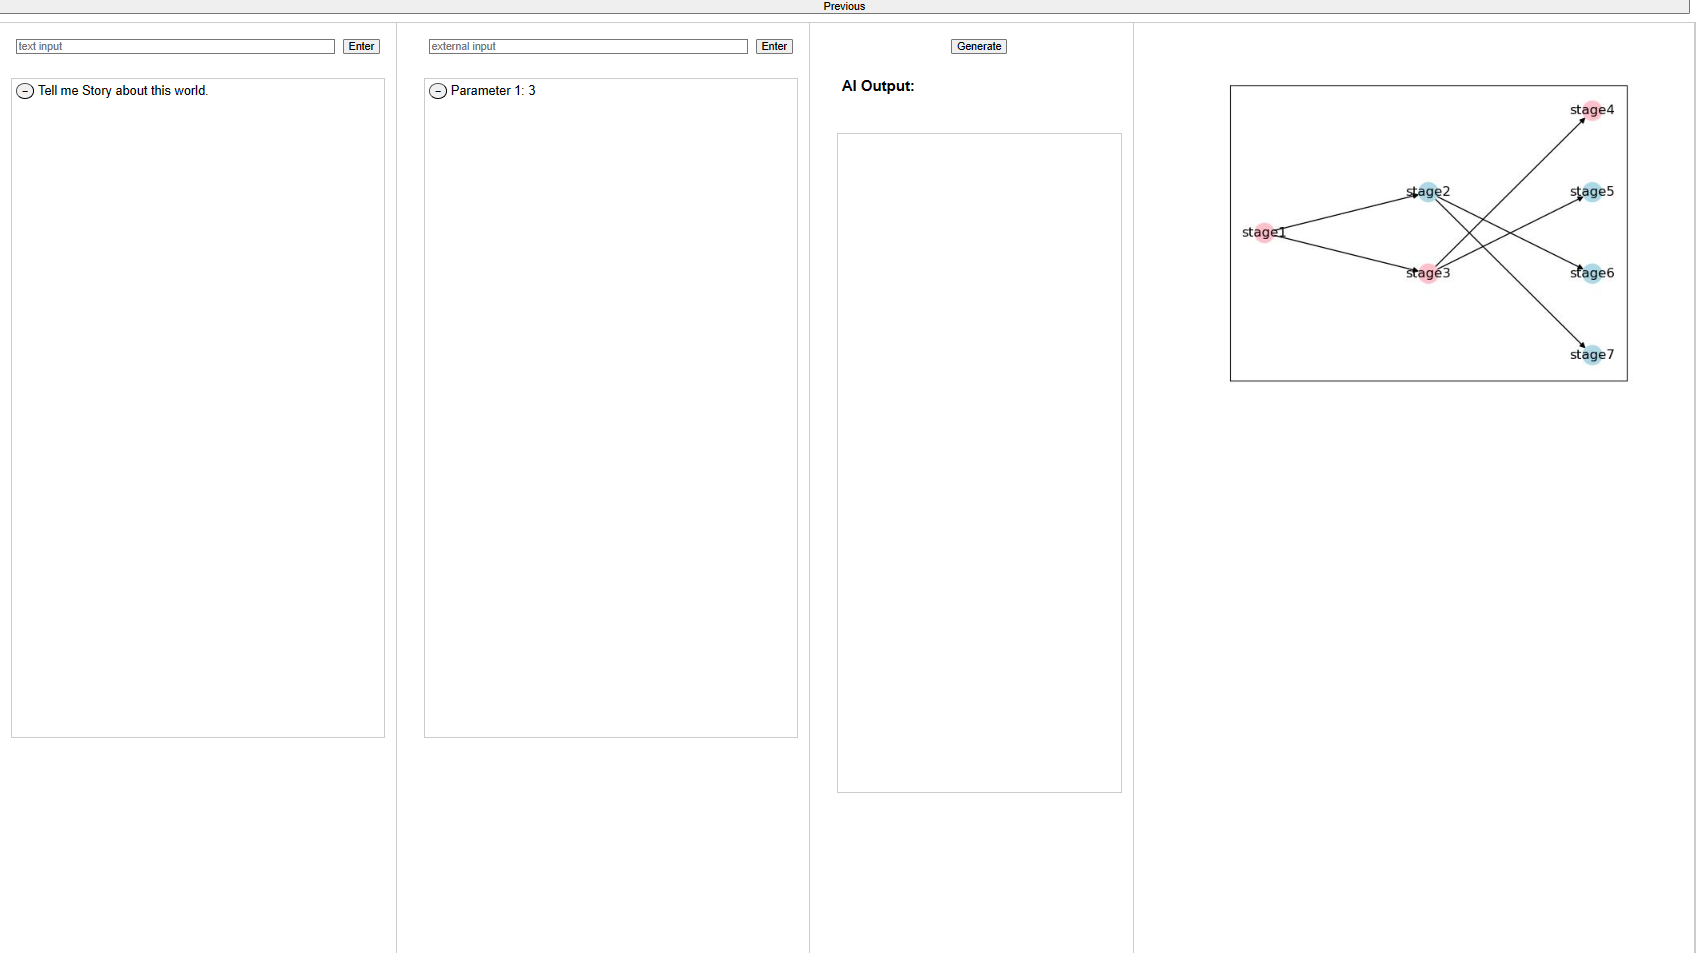 Previous
text input
Enter
external input
Enter
Generate
− Tell me Story about this world.
− Parameter 1: 3
AI Output:
stage4
stage2
stage5
stage1
stage3
stage6
stage7